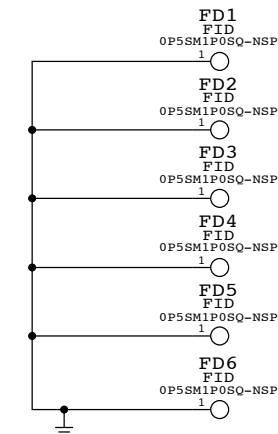 FD1
FID
0P5SM1P0SQ-NSP
1
FD2
FID
0P5SM1P0SQ-NSP
1
FD3
FID
0P5SM1P0SQ-NSP
1
FD4
FID
0P5SM1P0SQ-NSP
1
FD5
FID
0P5SM1P0SQ-NSP
1
FD6
FID
0P5SM1P0SQ-NSP
1